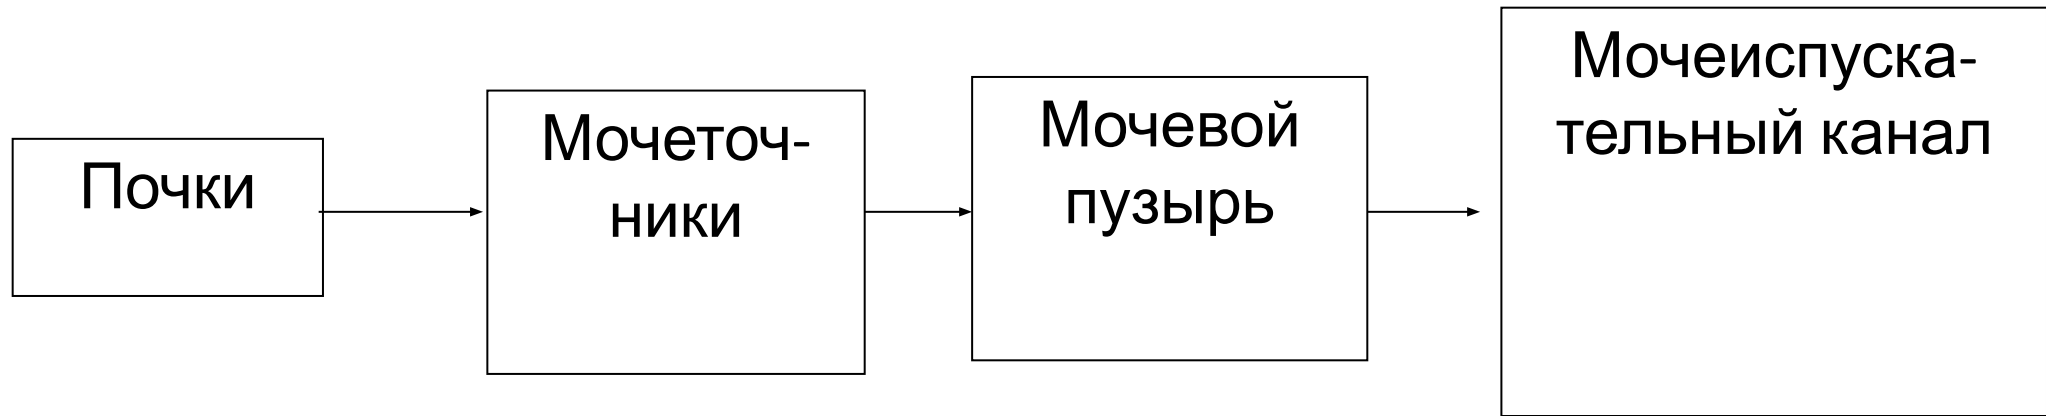 Почки
Мочеточ-
ники
Мочевой
пузырь
Мочеиспуска-
тельный канал